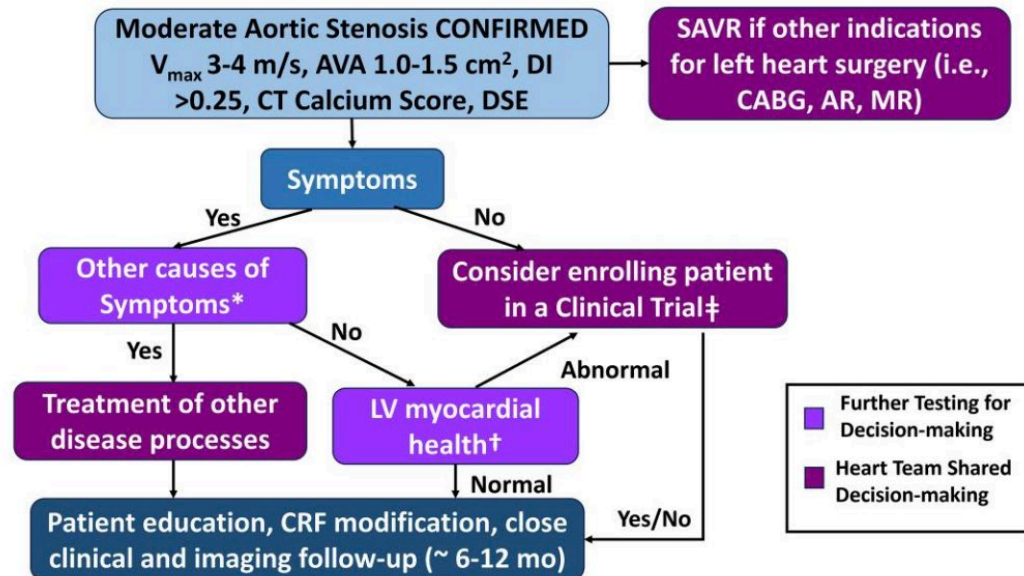 Moderate Aortic Stenosis CONFIRMED
Vmax 3-4 m/s, AVA 1.0-1.5 cm², DI
>0.25, CT Calcium Score, DSE
SAVR if other indications
for left heart surgery (i.e.,
CABG, AR, MR)
Symptoms
Yes
No
Other causes of
Symptoms*
Consider enrolling patient
in a Clinical Trial‡
Yes
No
Abnormal
Treatment of other
disease processes
LV myocardial
health†
Normal
Yes/No
Patient education, CRF modification, close
clinical and imaging follow-up (~ 6-12 mo)
Further Testing for
Decision-making
Heart Team Shared
Decision-making